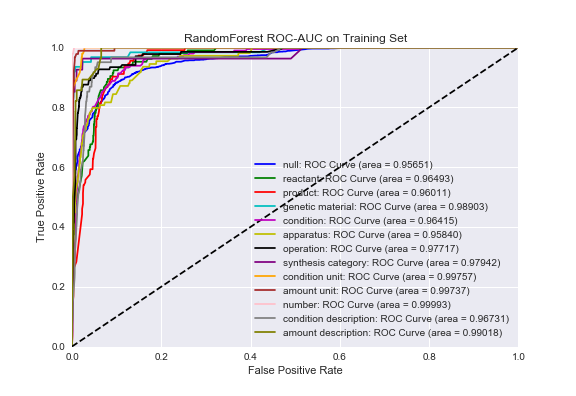 RandomForest ROC-AUC on Training Set
1.0
0.8
0.6
0.4
0.2
0.0
True Positive Rate
null: ROC Curve (area = 0.95651)
reactant: ROC Curve (area = 0.96493)
product: ROC Curve (area = 0.96011)
genetic material: ROC Curve (area = 0.98903)
condition: ROC Curve (area = 0.96415)
apparatus: ROC Curve (area = 0.95840)
operation: ROC Curve (area = 0.97717)
synthesis category: ROC Curve (area = 0.97942)
condition unit: ROC Curve (area = 0.99757)
amount unit: ROC Curve (area = 0.99737)
number: ROC Curve (area = 0.99993)
condition description: ROC Curve (area = 0.96731)
amount description: ROC Curve (area = 0.99018)
0.0 0.2 0.4 0.6 0.8 1.0
False Positive Rate